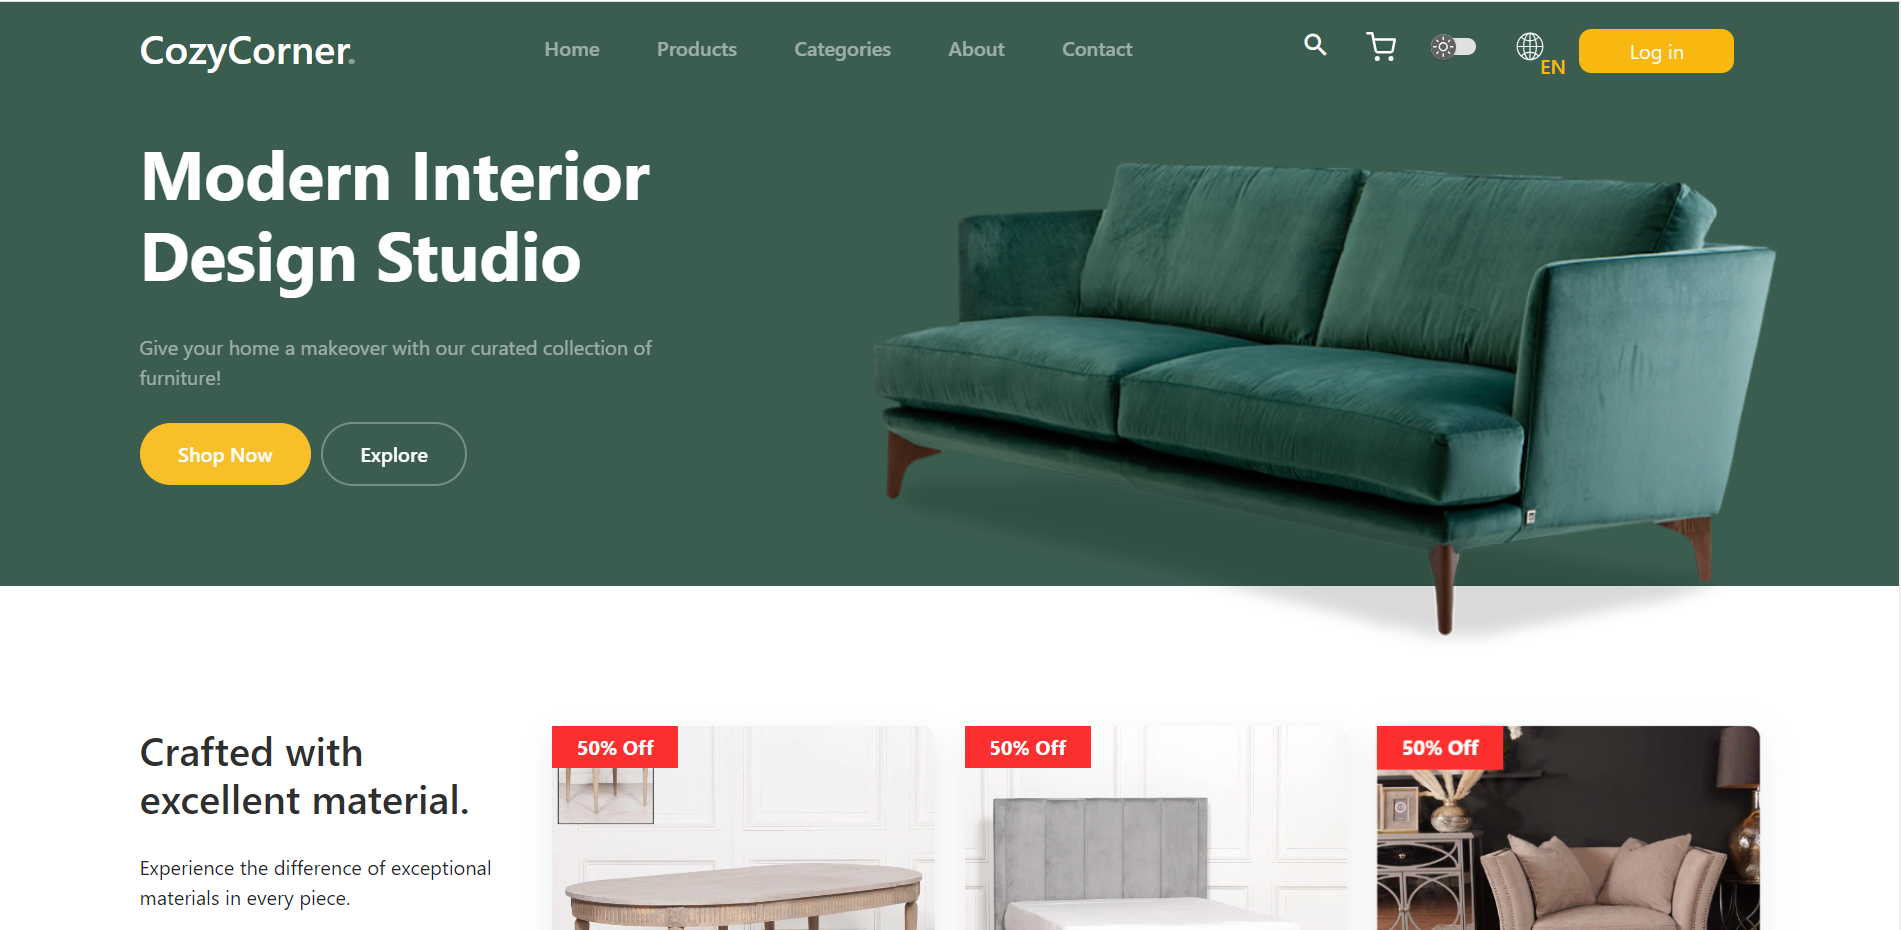 CozyCorner.
Home
Products
Categories
About
Contact
EN
Log in
Modern Interior
Design Studio
Give your home a makeover with our curated collection of
furniture!
Shop Now
Explore
Crafted with
excellent material.
Experience the difference of exceptional
materials in every piece.
50% Off
50% Off
50% Off